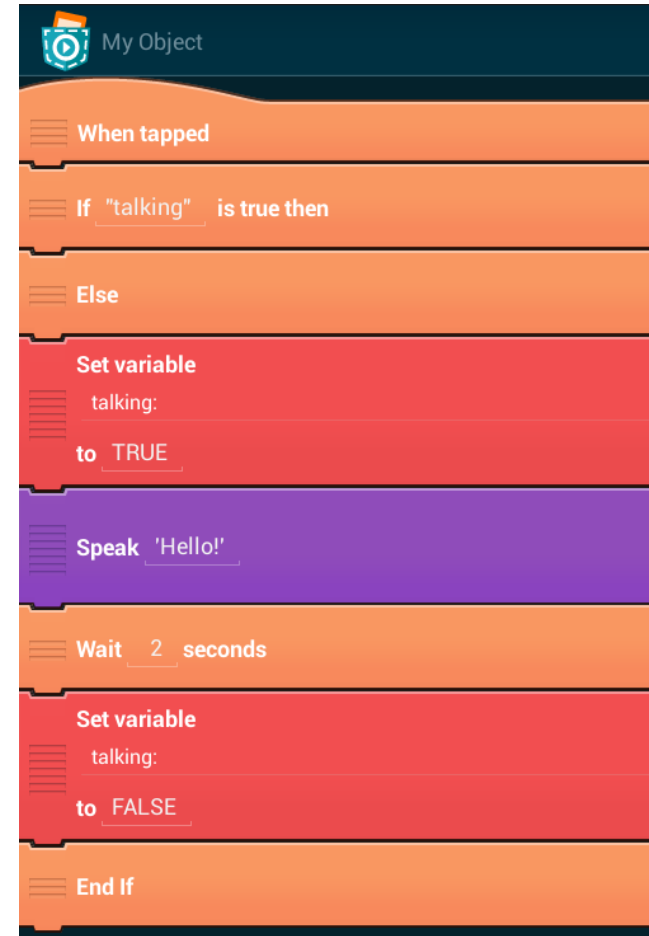 My Object
When tapped
If "talking" is true then
Else
Set variable
talking:
to TRUE
Speak 'Hello!'
Wait 2 seconds
Set variable
talking:
to FALSE
End If